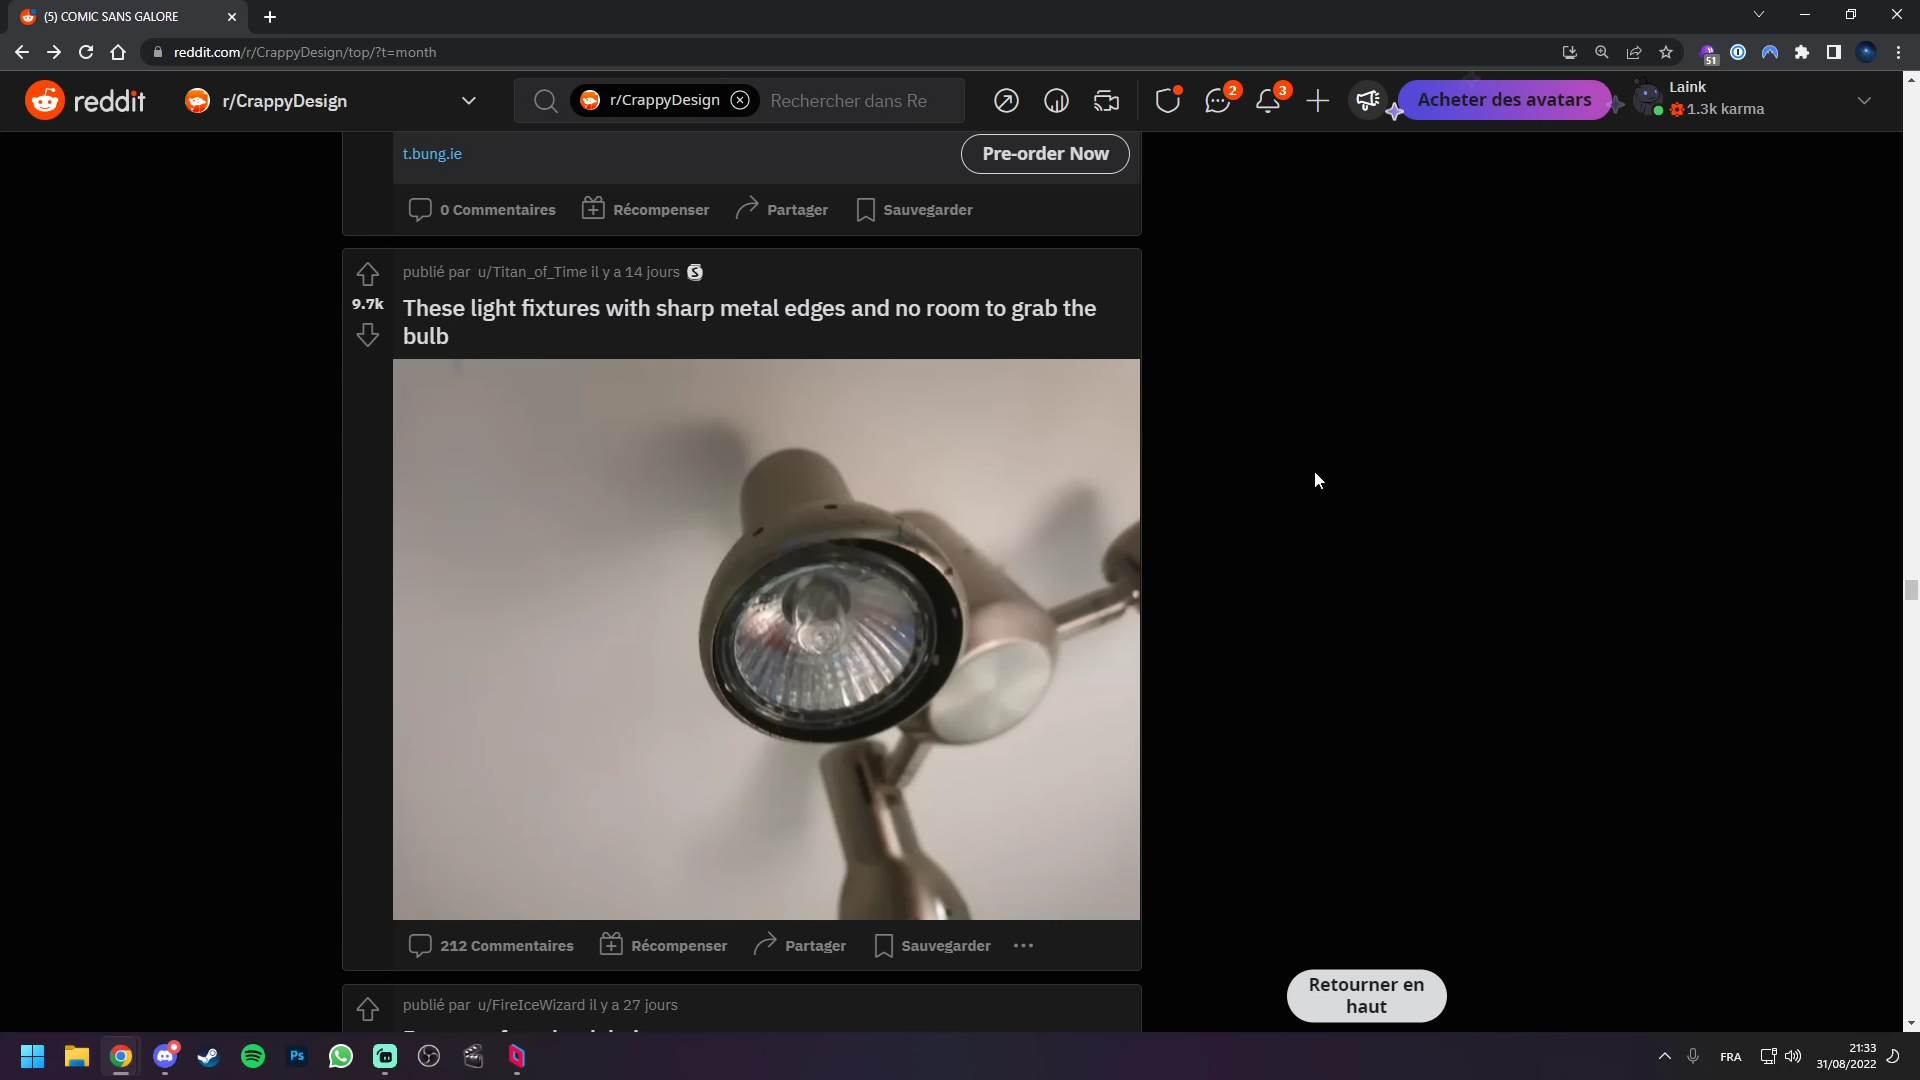 (5) COMIC SANS GALORE
reddit.com/r/CrappyDesign/top/?t=month
51
reddit
r/CrappyDesign
r/CrappyDesign
Rechercher dans Re
2
3
Acheter des avatars
Laink
1.3k karma
t.bung.ie
Pre-order Now
0 Commentaires
Récompenser
Partager
Sauvegarder
publié par u/Titan_of_Time il y a 14 jours
S
9.7k
These light fixtures with sharp metal edges and no room to grab the
bulb
212 Commentaires
Récompenser
Partager
Sauvegarder
publié par u/FireIceWizard il y a 27 jours
Retourner en
haut
Ps
FRA
21:33
31/08/2022